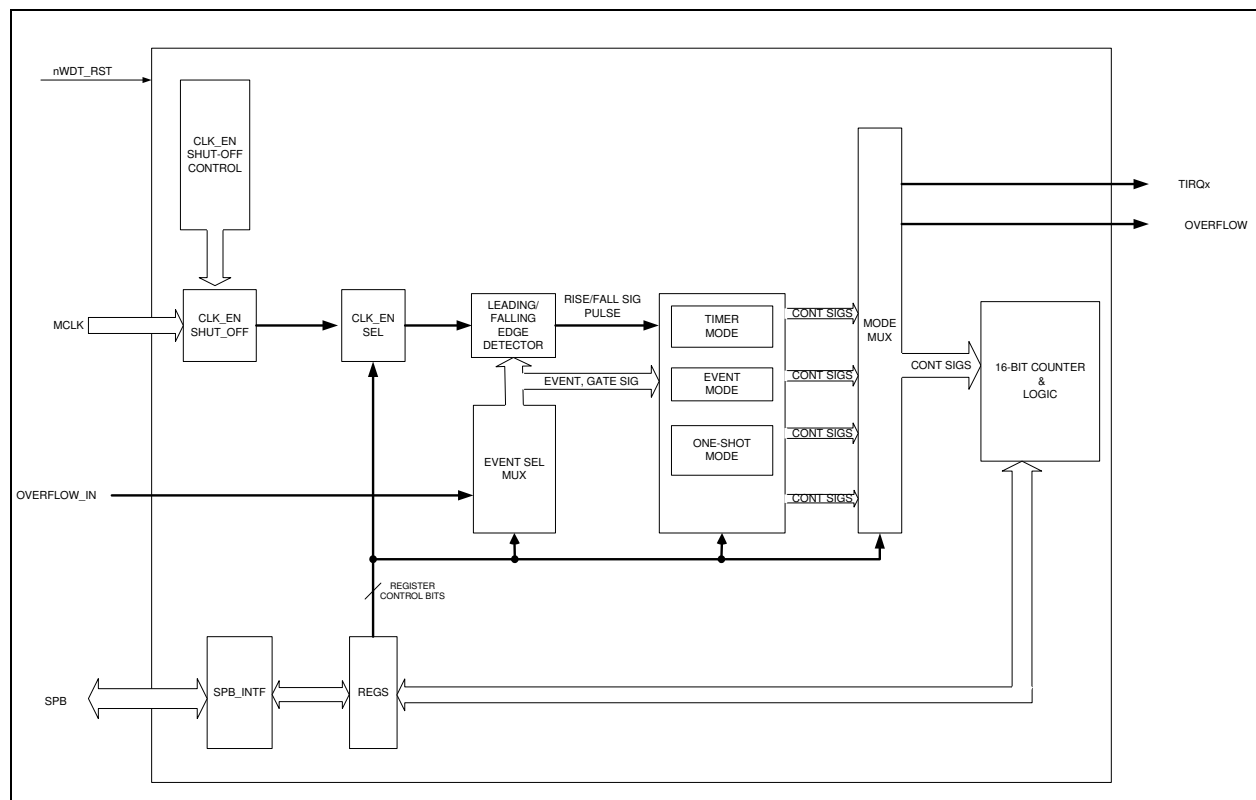 nWDT_RST
CLK_EN
SHUT-OFF
CONTROL
TIRQx
OVERFLOW
MCLK
CLK_EN
SHUT_OFF
CLK_EN
SEL
LEADING/
FALLING
EDGE
DETECTOR
RISE/FALL SIG
PULSE
EVENT, GATE SIG
TIMER
MODE
EVENT
MODE
ONE-SHOT
MODE
CONT SIGS
CONT SIGS
CONT SIGS
CONT SIGS
MODE
MUX
CONT SIGS
16-BIT COUNTER
&
LOGIC
EVENT SEL
MUX
OVERFLOW_IN
REGISTER
CONTROL BITS
SPB
SPB_INTF
REGS